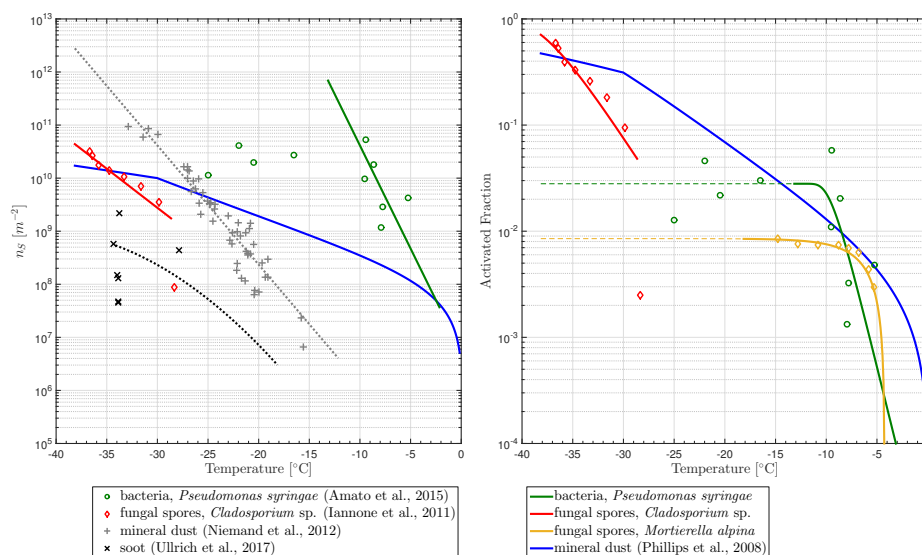 10^13
10^12
10^11
10^10
10^9
10^8
10^7
10^6
10^5
n_S [m^-2]
-40 -35 -30 -25 -20 -15 -10 -5 0
Temperature [°C]
bacteria, Pseudomonas syringae (Amato et al., 2015)
fungal spores, Cladosporium sp. (Iannone et al., 2011)
mineral dust (Niemand et al., 2012)
soot (Ullrich et al., 2017)
10^0
10^-1
10^-2
10^-3
10^-4
Activated Fraction
-40 -35 -30 -25 -20 -15 -10 -5
Temperature [°C]
bacteria, Pseudomonas syringae
fungal spores, Cladosporium sp.
fungal spores, Mortierella alpina
mineral dust (Phillips et al., 2008)